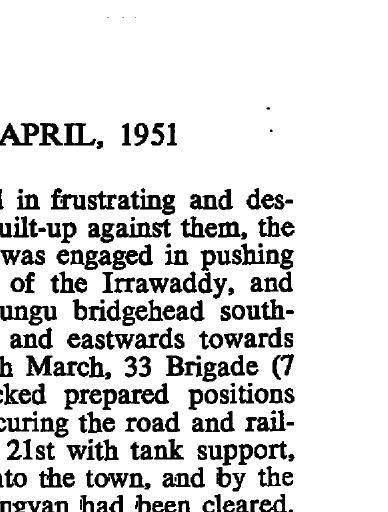 APRIL, 1951
in frustrating and des-
uilt-up against them, the
was engaged in pushing
of the Irrawaddy, and
ungu bridgehead south-
and eastwards towards
h March, 33 Brigade (7
cked prepared positions
curing the road and rail-
21st with tank support,
nto the town, and by the
ngyan had been cleared.